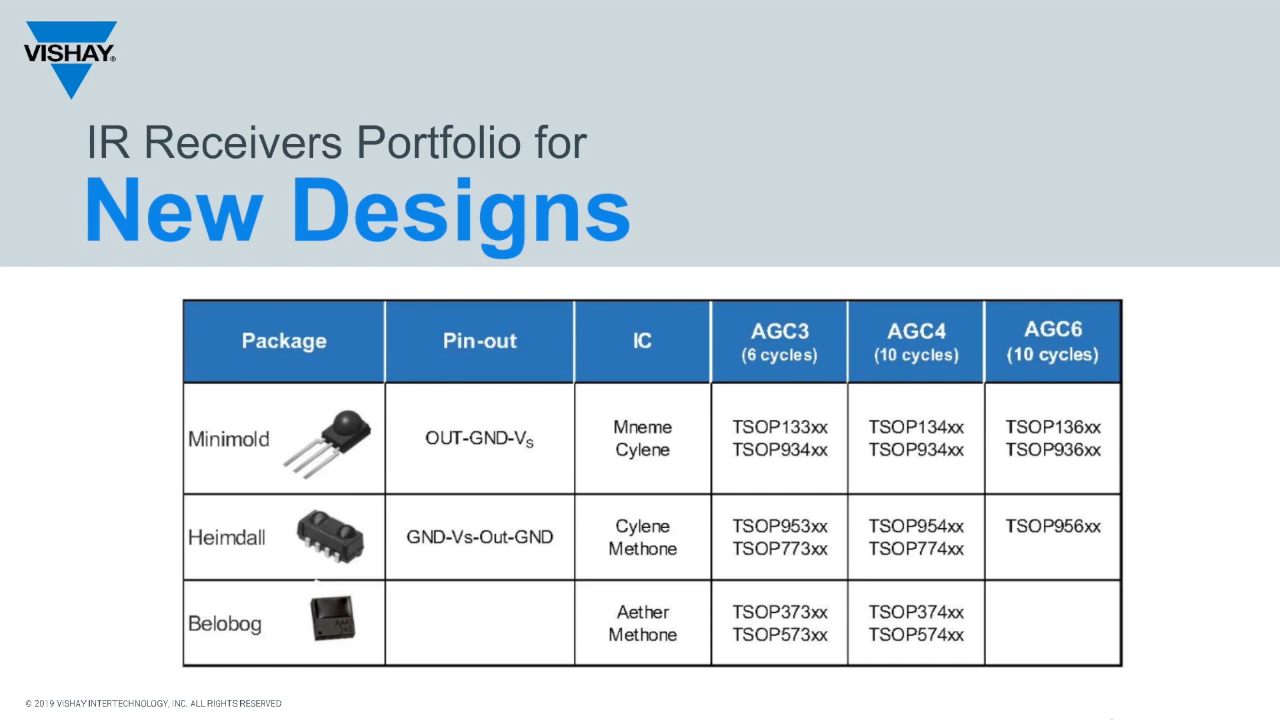 VISHAY®
IR Receivers Portfolio for
New Designs
Package Pin-out IC AGC3 (6 cycles) AGC4 (10 cycles) AGC6 (10 cycles)
Minimold OUT-GND-VS Mneme TSOP133xx TSOP134xx TSOP136xx
Cylene TSOP934xx TSOP934xx TSOP936xx
Heimdall GND-Vs-Out-GND Cylene TSOP953xx TSOP954xx TSOP956xx
Methone TSOP773xx TSOP774xx
Belobog Aether TSOP373xx TSOP374xx
Methone TSOP573xx TSOP574xx
© 2019 VISHAY INTERTECHNOLOGY, INC. ALL RIGHTS RESERVED